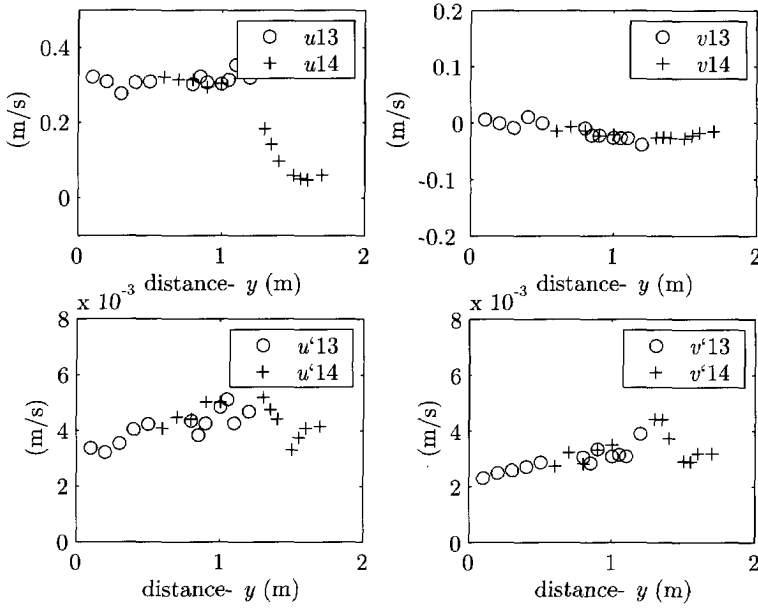 0.4
0.2
0
(m/s)
u13
u14
0 1 2
distance- y (m)
0.2
0.1
0
-0.1
-0.2
(m/s)
v13
v14
0 1 2
distance- y (m)
x 10⁻³
8
6
4
2
0
(m/s)
u‘13
u‘14
0 1 2
distance- y (m)
x 10⁻³
8
6
4
2
0
(m/s)
v‘13
v‘14
0 1 2
distance- y (m)